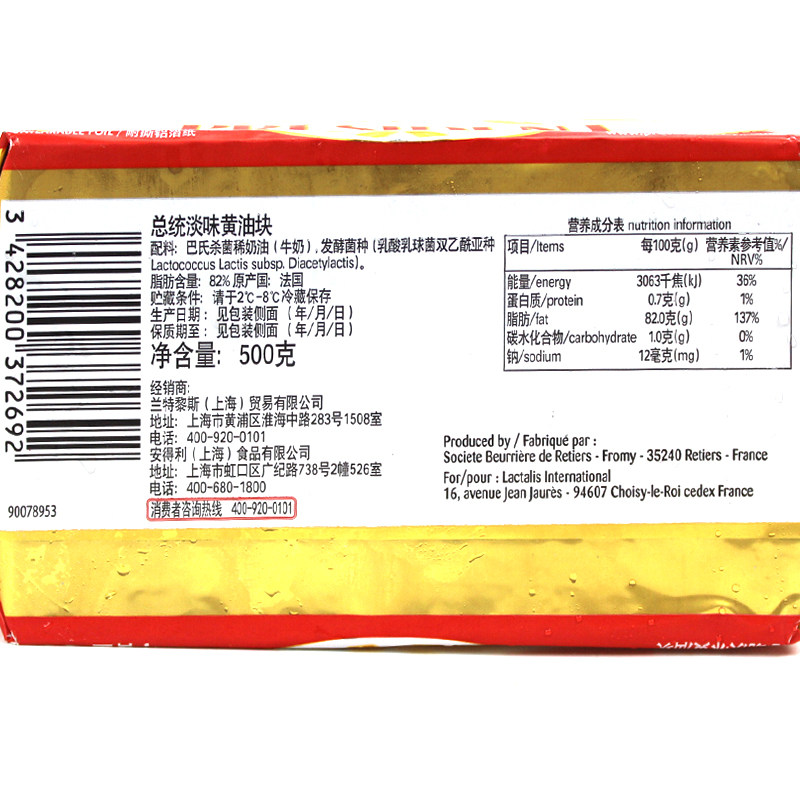 耐撕铝箔纸
总统淡味黄油块
配料: 巴氏杀菌稀奶油 (牛奶), 发酵菌种 (乳酸乳球菌双乙酰亚种
Lactococcus Lactis subsp. Diacetylactis)。
脂肪含量: 82% 原产国: 法国
贮藏条件: 请于2℃-8℃冷藏保存
生产日期: 见包装侧面 (年/月/日)
保质期至: 见包装侧面 (年/月/日)
净含量: 500克
经销商:
兰特黎斯 (上海) 贸易有限公司
地址: 上海市黄浦区淮海中路283号1508室
电话: 400-920-0101
安得利 (上海) 食品有限公司
地址: 上海市虹口区广纪路738号2幢526室
电话: 400-680-1800
消费者咨询热线 400-920-0101
3 428200 372692
90078953
营养成分表 nutrition information
项目/Items 每100克(g) 营养素参考值%/
NRV%
能量/energy 3063千焦(kJ) 36%
蛋白质/protein 0.7克(g) 1%
脂肪/fat 82.0克(g) 137%
碳水化合物/carbohydrate 1.0克(g) 0%
钠/sodium 12毫克(mg) 1%
Produced by / Fabriqué par :
Societe Beurrière de Retiers - Fromy - 35240 Retiers - France
For/pour : Lactalis International
16, avenue Jean Jaurès - 94607 Choisy-le-Roi cedex France